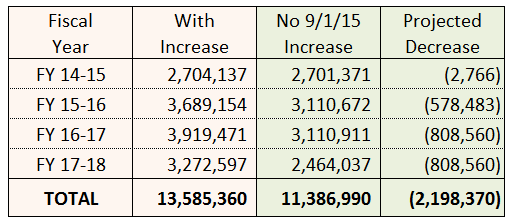 Fiscal Year With Increase No 9/1/15 Increase Projected Decrease
FY 14-15 2,704,137 2,701,371 (2,766)
FY 15-16 3,689,154 3,110,672 (578,483)
FY 16-17 3,919,471 3,110,911 (808,560)
FY 17-18 3,272,597 2,464,037 (808,560)
TOTAL 13,585,360 11,386,990 (2,198,370)